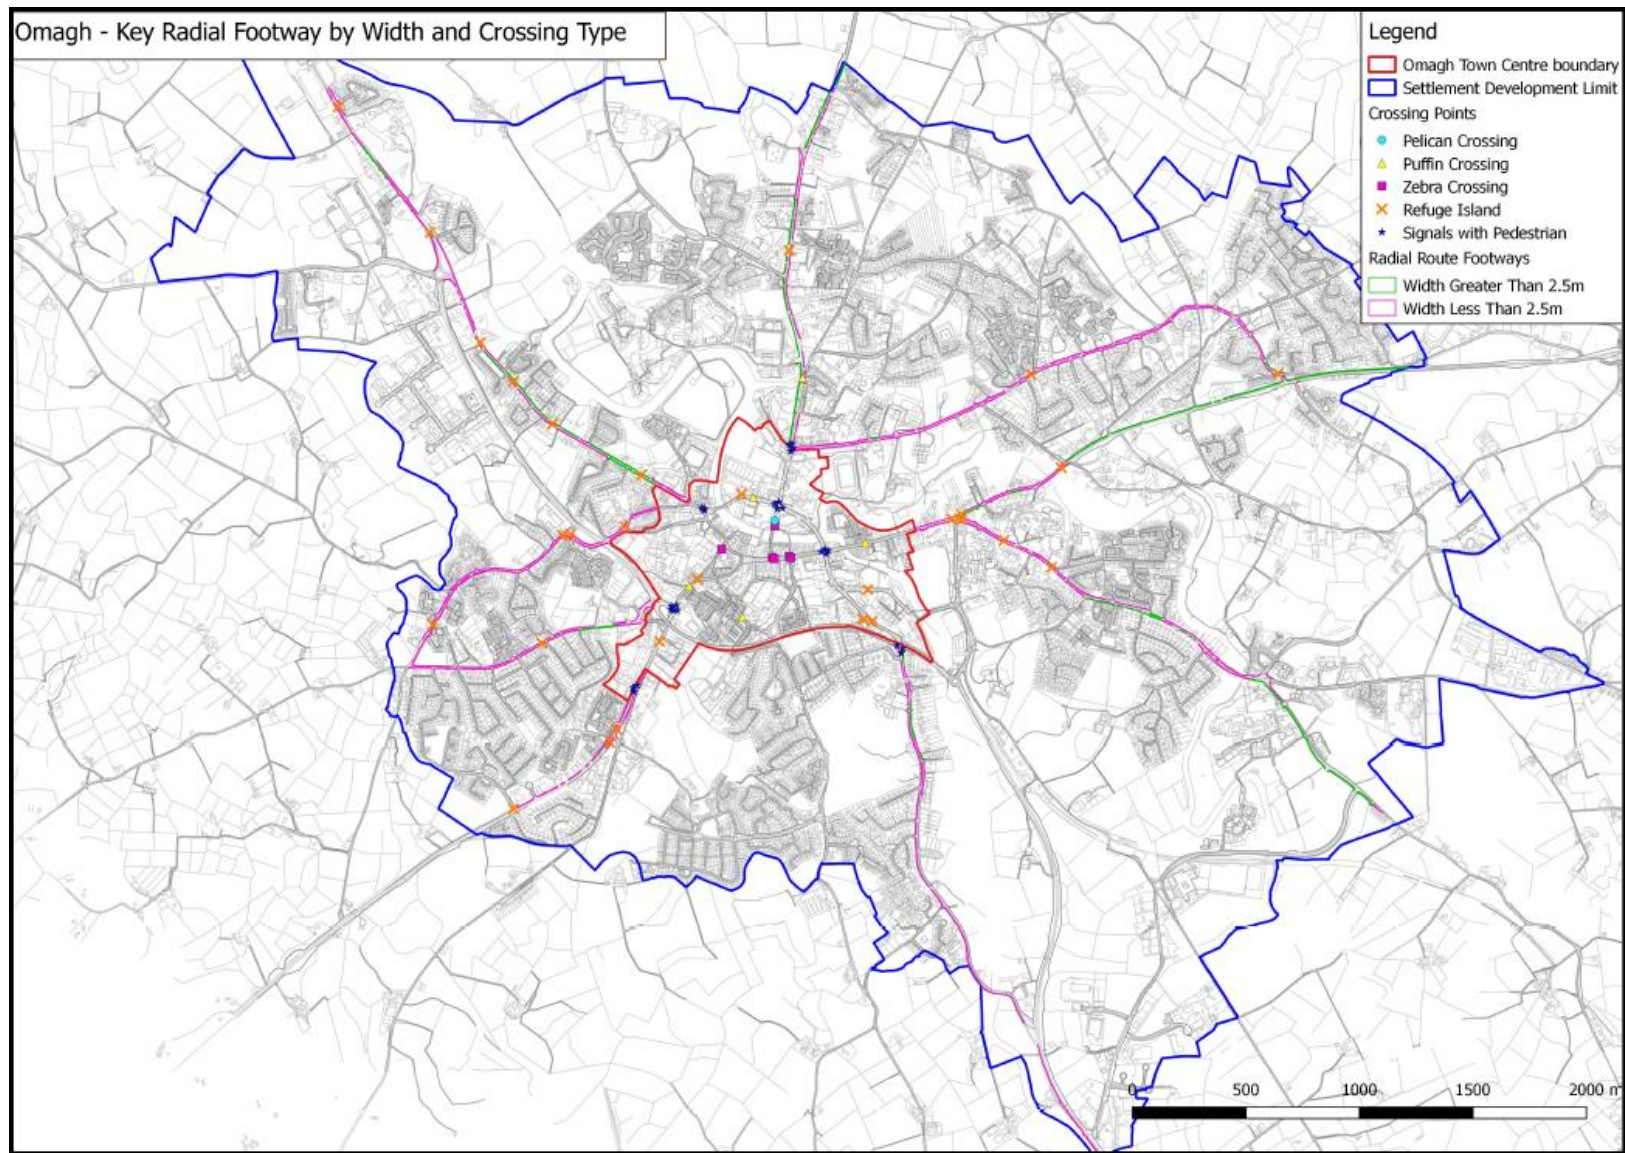 Omagh - Key Radial Footway by Width and Crossing Type
Legend
Omagh Town Centre boundary
Settlement Development Limit
Crossing Points
Pelican Crossing
Puffin Crossing
Zebra Crossing
Refuge Island
Signals with Pedestrian
Radial Route Footways
Width Greater Than 2.5m
Width Less Than 2.5m
0 500 1000 1500 2000 m